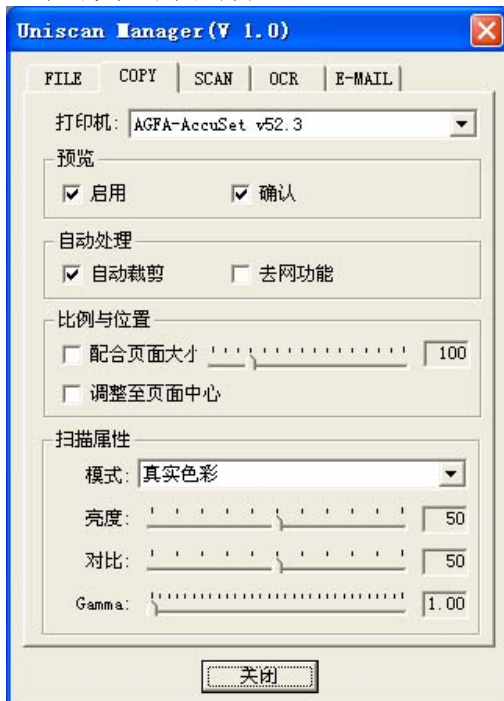 Uniscan Manager(V 1.0)
FILE COPY SCAN OCR E-MAIL
打印机: AGFA-AccuSet v52.3
预览
启用 确认
自动处理
自动裁剪 去网功能
比例与位置
配合页面大小 100
调整至页面中心
扫描属性
模式: 真实色彩
亮度: 50
对比: 50
Gamma: 1.00
关闭